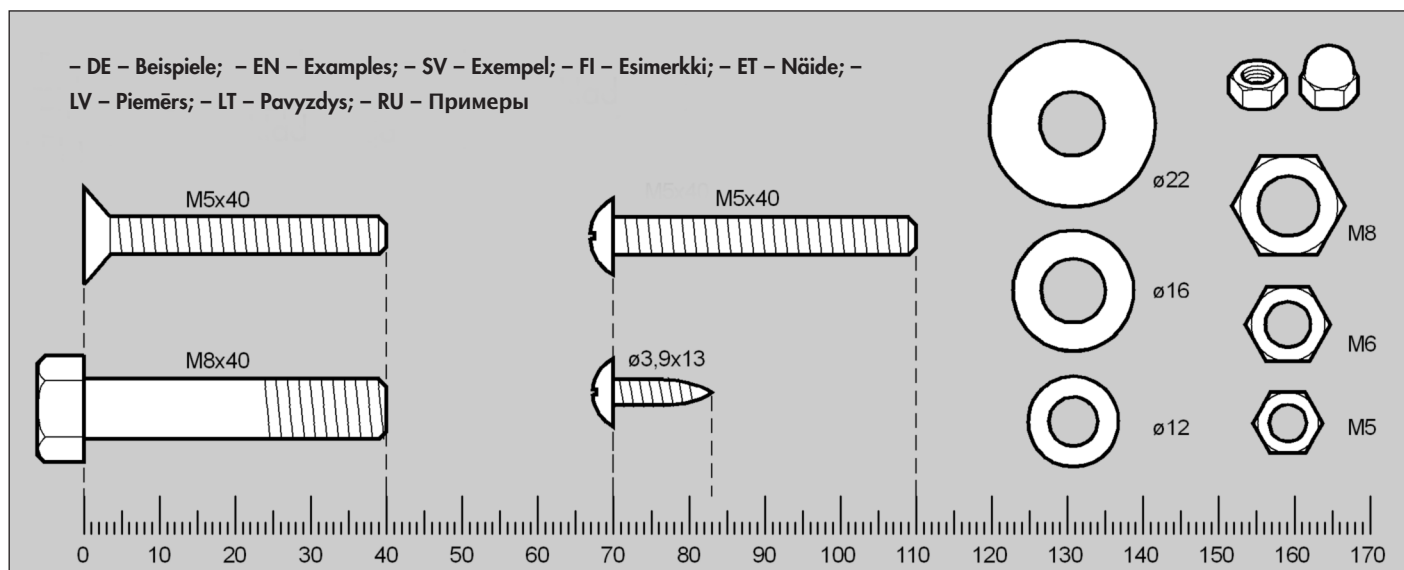 – DE – Beispiele;  – EN – Examples; – SV – Exempel; – FI – Esimerkki; – ET – Näide; –
LV – Piemērs; – LT – Pavyzdys; – RU – Примеры
M5x40
M5x40
ø22
M8
M8x40
ø3,9x13
ø16
M6
ø12
M5
0 10 20 30 40 50 60 70 80 90 100 110 120 130 140 150 160 170